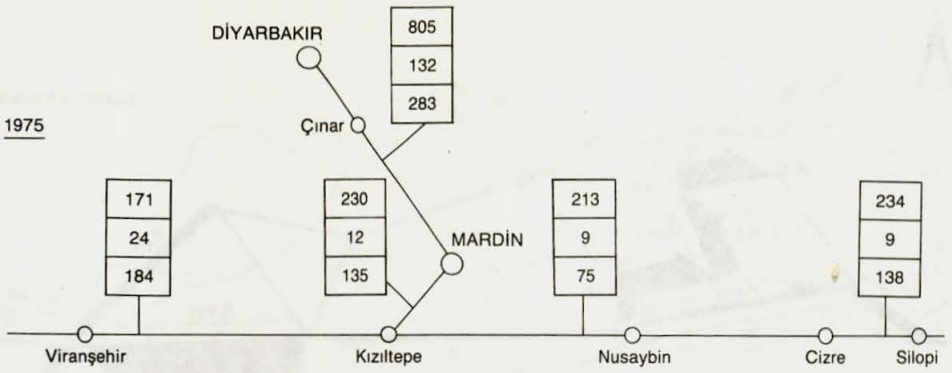 DİYARBAKIR
805
132
283
Çınar
1975
171
24
184
230
12
135
MARDİN
213
9
75
234
9
138
Viranşehir
Kızıltepe
Nusaybin
Cizre
Silopi